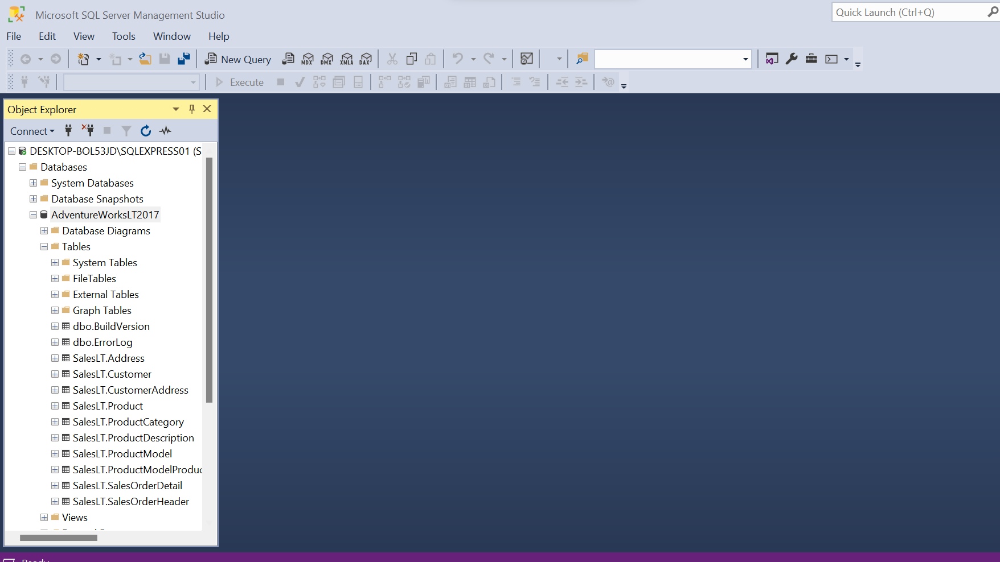 Microsoft SQL Server Management Studio
Quick Launch (Ctrl+Q)
File Edit View Tools Window Help
New Query MDX DMX XMLA DAX
Execute
Object Explorer
Connect
DESKTOP-BOL53JD\SQLEXPRESS01 (S
Databases
System Databases
Database Snapshots
AdventureWorksLT2017
Database Diagrams
Tables
System Tables
FileTables
External Tables
Graph Tables
dbo.BuildVersion
dbo.ErrorLog
SalesLT.Address
SalesLT.Customer
SalesLT.CustomerAddress
SalesLT.Product
SalesLT.ProductCategory
SalesLT.ProductDescription
SalesLT.ProductModel
SalesLT.ProductModelProduc
SalesLT.SalesOrderDetail
SalesLT.SalesOrderHeader
Views
Ready